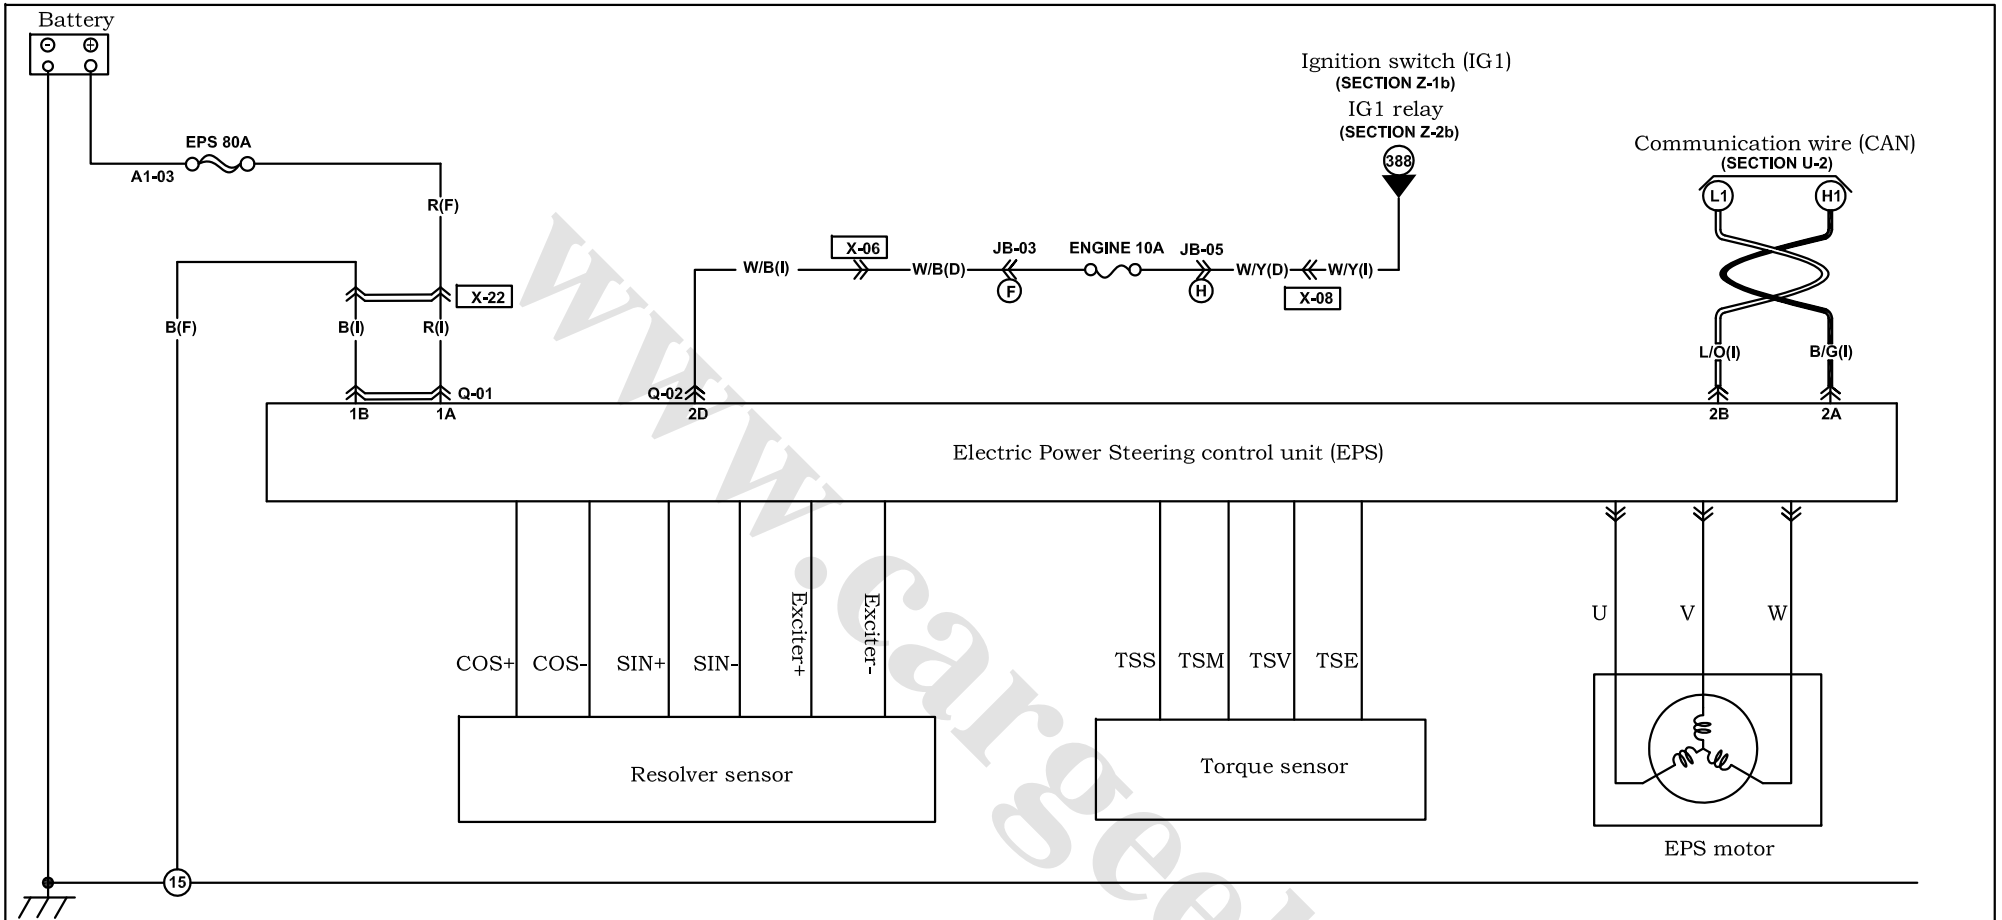 Battery
- +
EPS 80A
A1-03
R(F)
X-22
B(F)
B(I)
R(I)
Q-01
1B
1A
Ignition switch (IG1)
(SECTION Z-1b)
IG1 relay
(SECTION Z-2b)
388
X-06
JB-03
ENGINE 10A
JB-05
W/B(I)
W/B(D)
W/Y(D)
W/Y(I)
F
H
X-08
Q-02
2D
Communication wire (CAN)
(SECTION U-2)
L1
H1
L/O(I)
B/G(I)
2B
2A
Electric Power Steering control unit (EPS)
COS+
COS-
SIN+
SIN-
Exciter+
Exciter-
TSS
TSM
TSV
TSE
U
V
W
Resolver sensor
Torque sensor
EPS motor
15
www.cargeek